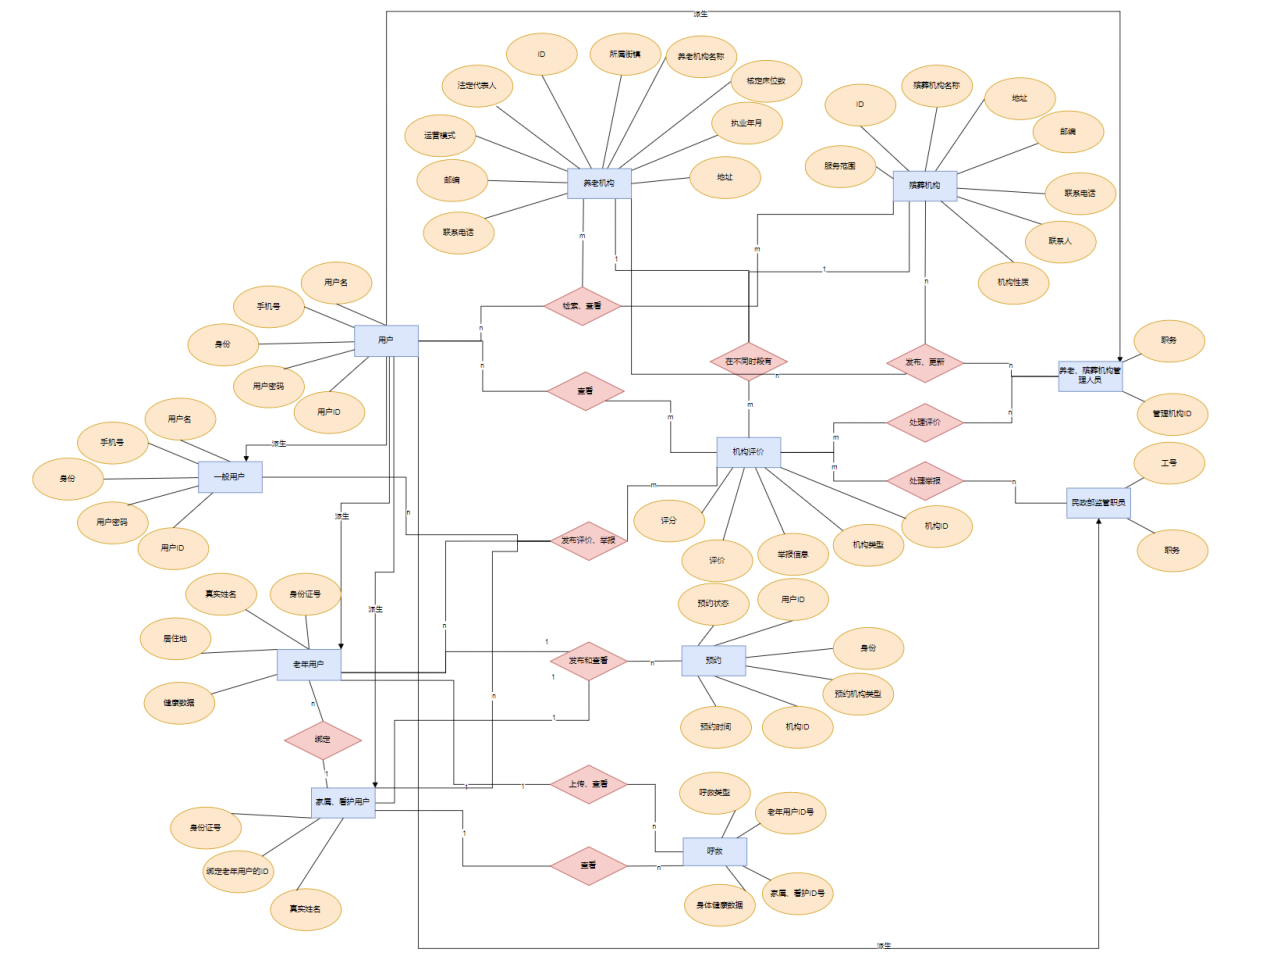 派生
ID
所属街镇
养老机构名称
法定代表人
核定床位数
运营模式
执业年月
邮编
地址
联系电话
养老机构
ID
殡葬机构名称
地址
邮编
服务范围
联系电话
联系人
机构性质
殡葬机构
m
1
m
1
n
用户名
手机号
身份
用户密码
用户ID
用户
n
n
检索、查看
查看
在不同时段有
n
发布、更新
n
职务
养老、殡葬机构管
理人员
管理机构ID
m
m
处理评价
n
m
m
处理举报
n
工号
民政部监管职员
职务
机构评价
评分
评价
举报信息
机构类型
机构ID
派生
用户名
手机号
身份
用户密码
用户ID
一般用户
n
m
发布评价、举报
派生
派生
真实姓名
身份证号
居住地
健康数据
老年用户
n
n
绑定
1
1
1
发布和查看
n
1
n
预约状态
用户ID
身份
预约机构类型
机构ID
预约时间
预约
家属、看护用户
身份证号
绑定老年用户的ID
真实姓名
1
1
上传、查看
n
1
查看
n
呼救类型
老年用户ID号
家属、看护ID号
身体健康数据
呼救
派生